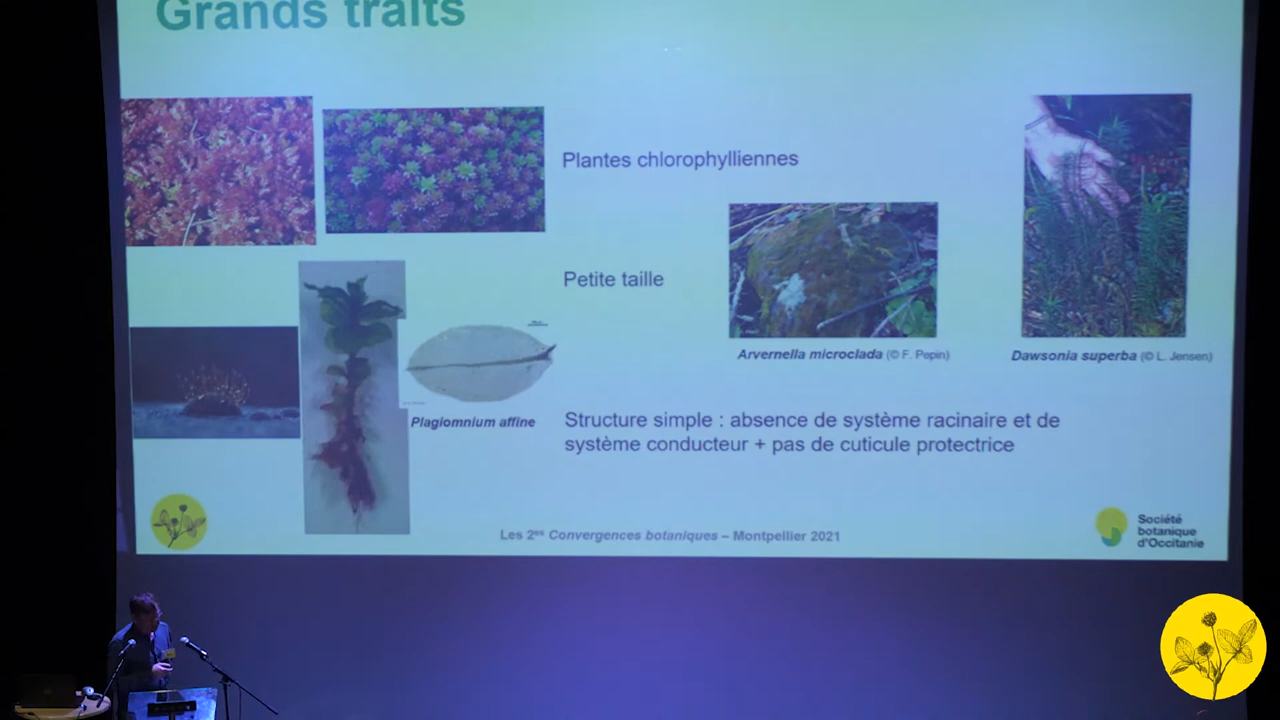 Grands traits
Plantes chlorophylliennes
Petite taille
Arvernella microclada (© F. Pepin)
Dawsonia superba (© L. Jensen)
Plagiomnium affine
Structure simple : absence de système racinaire et de
système conducteur + pas de cuticule protectrice
Les 2es Convergences botaniques – Montpellier 2021
Société
botanique
d'Occitanie